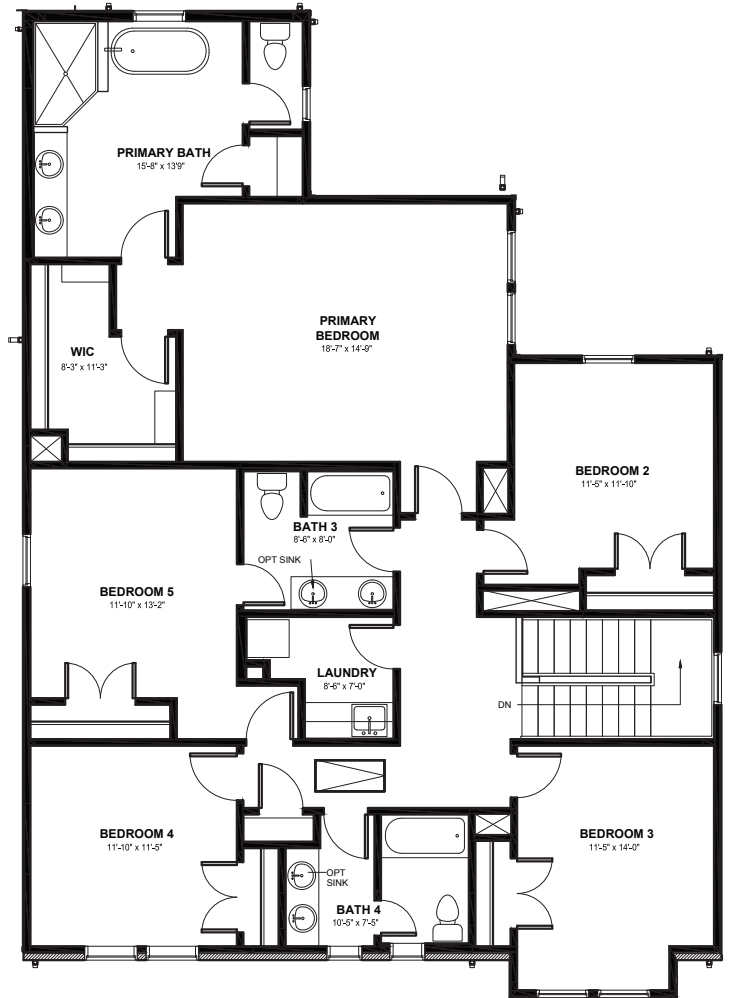 PRIMARY BATH
15'-8" x 13'9"
PRIMARY
BEDROOM
18'-7" x 14'-9"
WIC
8'-3" x 11'-3"
BEDROOM 2
11'-5" x 11'-10"
BATH 3
8'-6" x 8'-0"
OPT SINK
BEDROOM 5
11'-10" x 13'-2"
LAUNDRY
8'-6" x 7'-0"
DN
BEDROOM 4
11'-10" x 11'-5"
BEDROOM 3
11'-5" x 14'-0"
OPT
SINK
BATH 4
10'-5" x 7'-5"